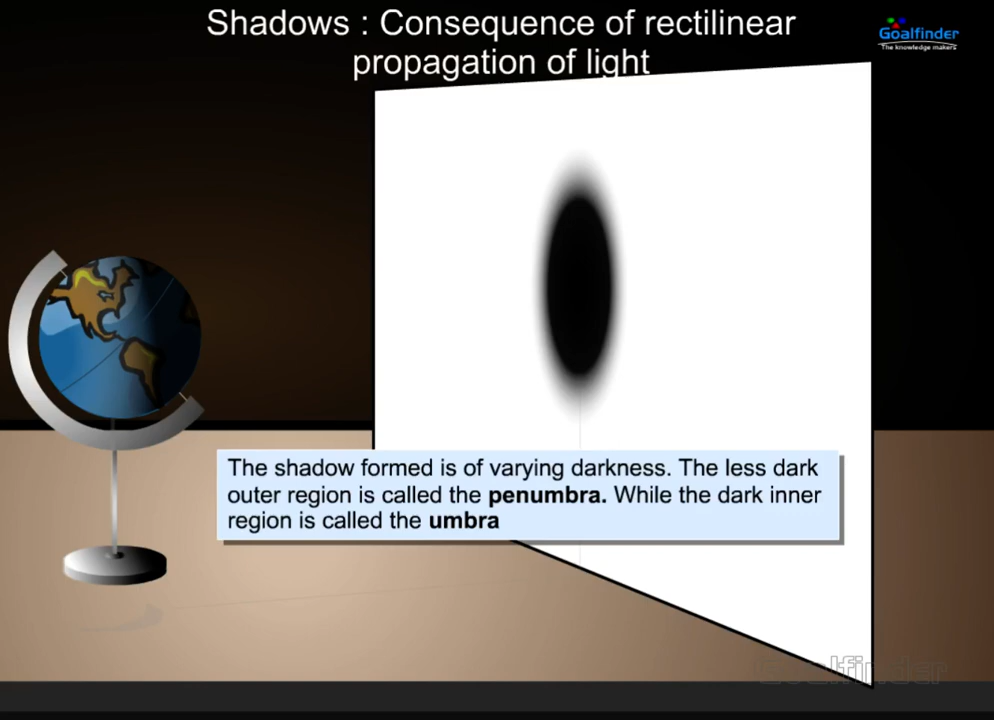 Shadows : Consequence of rectilinear
propagation of light
Goalfinder
The knowledge makers
The shadow formed is of varying darkness. The less dark
outer region is called the penumbra. While the dark inner
region is called the umbra
Goalfinder